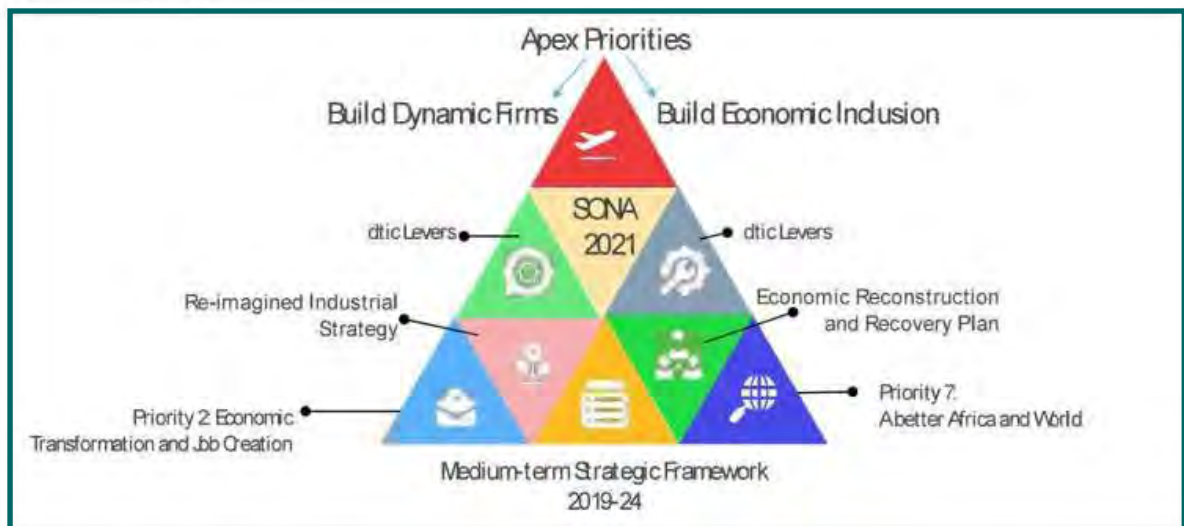 Apex Priorities
Build Dynamic Firms
Build Economic Inclusion
SONA
2021
dtic Levers
dtic Levers
Re-imagined Industrial
Strategy
Economic Reconstruction
and Recovery Plan
Priority 2: Economic
Transformation and Job Creation
Priority 7:
A better Africa and World
Medium-term Strategic Framework
2019-24